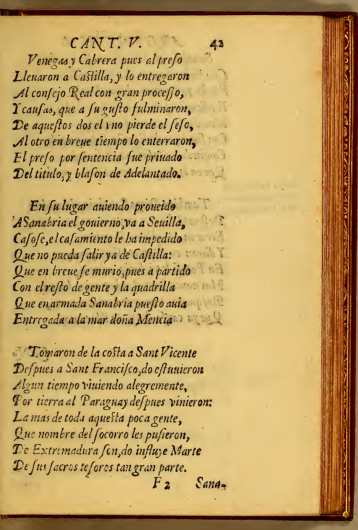 CANT. V. 42
Venegas y Cabrera pues al preso
Lleuaron a Castilla, y lo entregaron
Al consejo Real con gran processo,
Y causas, que a su gusto fulminaron,
De aquestos dos el vno pierde el seso,
Al otro en breue tiempo lo enterraron,
El preso por sentencia fue priuado
Del titulo, y blason de Adelantado.
En su lugar auiendo proueido
A Sanabria el gouierno, va a Seuilla,
Casose, el casamiento le ha impedido
Que no pueda salir ya de Castilla:
Que en breue se murio, pues a partido
Con el resto de gente y la quadrilla
Que en armada Sanabria puesto auia
Entregada a la mar doña Mencia
Tomaron de la costa a Sant Vicente
Despues a Sant Francisco, do estuuieron
Algun tiempo viuiendo alegremente,
Por tierra al Paraguay despues vinieron:
La mas de toda aquesta poca gente,
Que nombre del socorro les pusieron,
De Extremadura son, do influye Marte
De sus sacros tesoros tan gran parte.
F 2 Sana-